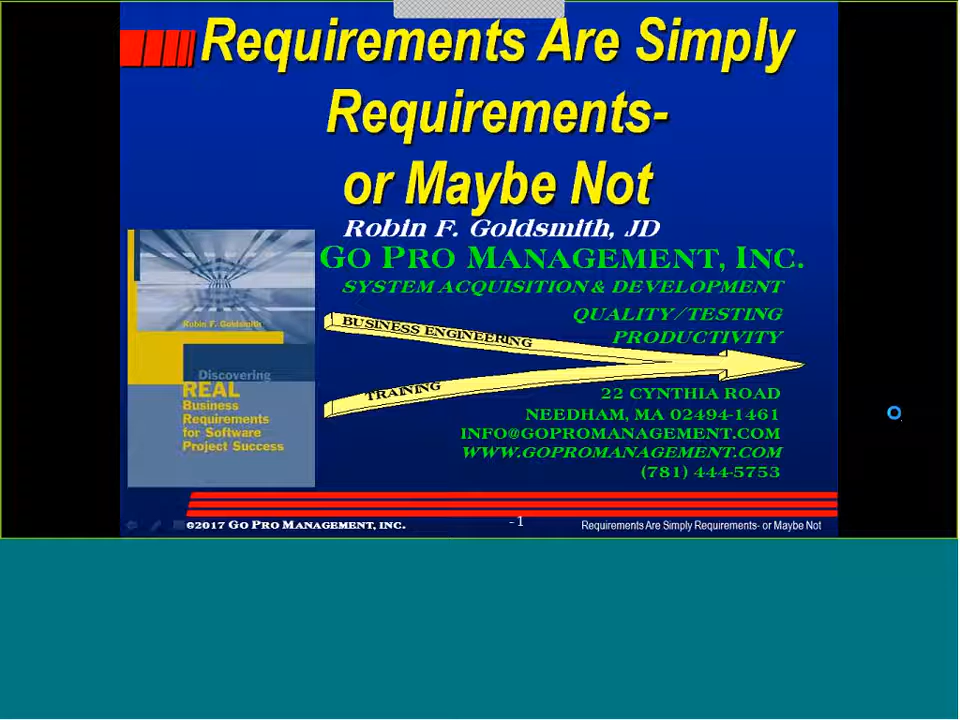 Requirements Are Simply
Requirements-
or Maybe Not
Robin F. Goldsmith, JD
GO PRO MANAGEMENT, INC.
SYSTEM ACQUISITION & DEVELOPMENT
QUALITY/TESTING
PRODUCTIVITY
BUSINESS ENGINEERING
TRAINING
Robin F. Goldsmith
Discovering
REAL
Business
Requirements
for Software
Project Success
22 CYNTHIA ROAD
NEEDHAM, MA 02494-1461
INFO@GOPROMANAGEMENT.COM
WWW.GOPROMANAGEMENT.COM
(781) 444-5753
©2017 GO PRO MANAGEMENT, INC.
- 1
Requirements Are Simply Requirements- or Maybe Not